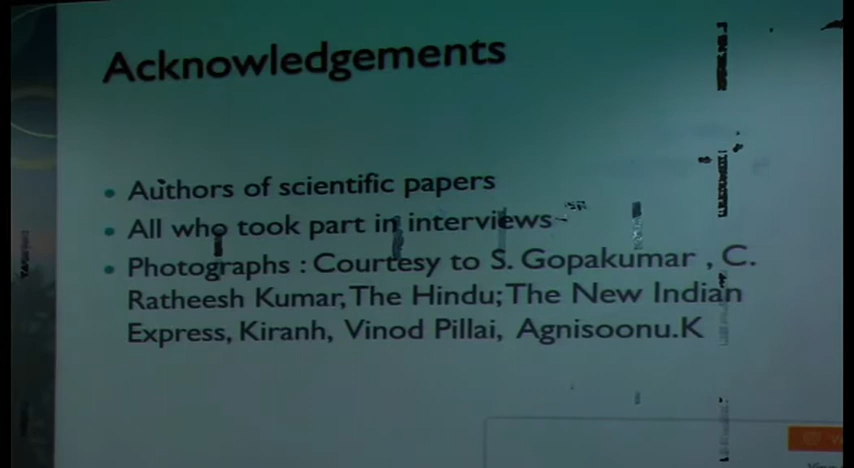 Acknowledgements
• Authors of scientific papers
• All who took part in interviews
• Photographs : Courtesy to S. Gopakumar , C.
Ratheesh Kumar, The Hindu; The New Indian
Express, Kiranh, Vinod Pillai, Agnisoonu.K